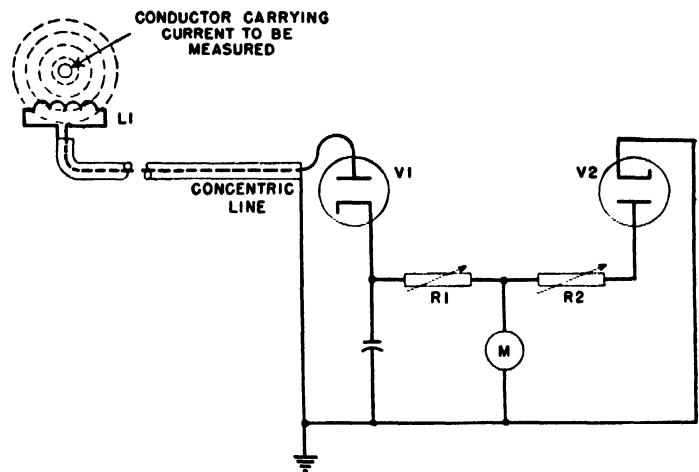 CONDUCTOR CARRYING
CURRENT TO BE
MEASURED
L1
CONCENTRIC
LINE
V1
V2
R1
R2
M